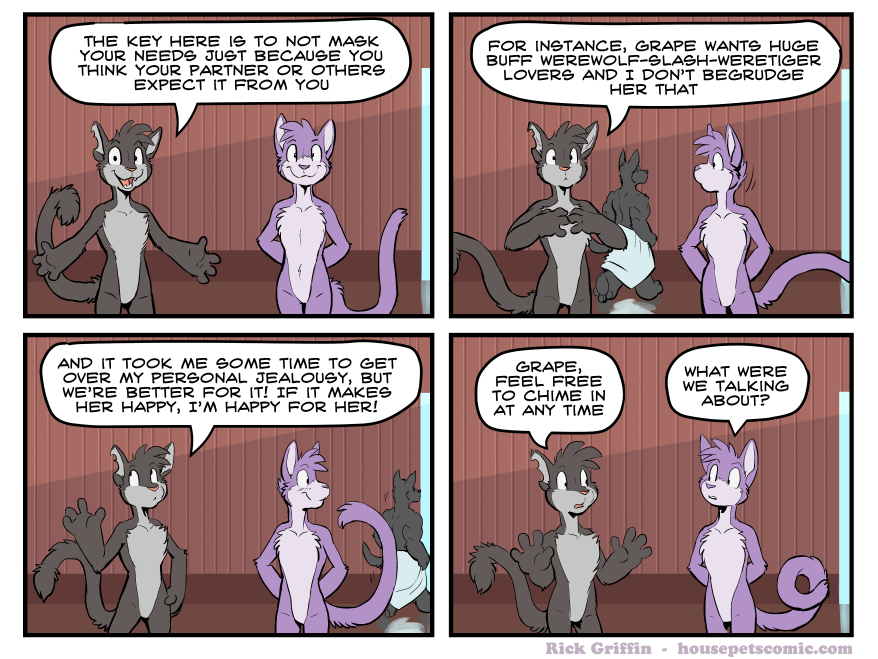 THE KEY HERE IS TO NOT MASK
YOUR NEEDS JUST BECAUSE YOU
THINK YOUR PARTNER OR OTHERS
EXPECT IT FROM YOU
FOR INSTANCE, GRAPE WANTS HUGE
BUFF WEREWOLF-SLASH-WERETIGER
LOVERS AND I DON'T BEGRUDGE
HER THAT
AND IT TOOK ME SOME TIME TO GET
OVER MY PERSONAL JEALOUSY, BUT
WE'RE BETTER FOR IT! IF IT MAKES
HER HAPPY, I'M HAPPY FOR HER!
GRAPE,
FEEL FREE
TO CHIME IN
AT ANY TIME
WHAT WERE
WE TALKING
ABOUT?
Rick Griffin - housepetscomic.com